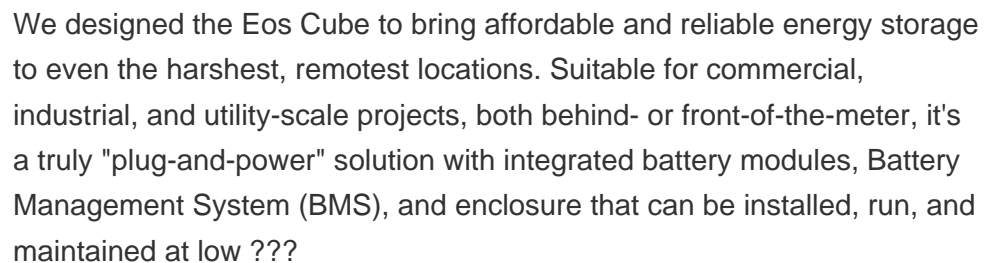 We designed the Eos Cube to bring affordable and reliable energy storage
to even the harshest, remotest locations. Suitable for commercial,
industrial, and utility-scale projects, both behind- or front-of-the-meter, it's
a truly "plug-and-power" solution with integrated battery modules, Battery
Management System (BMS), and enclosure that can be installed, run, and
maintained at low ???